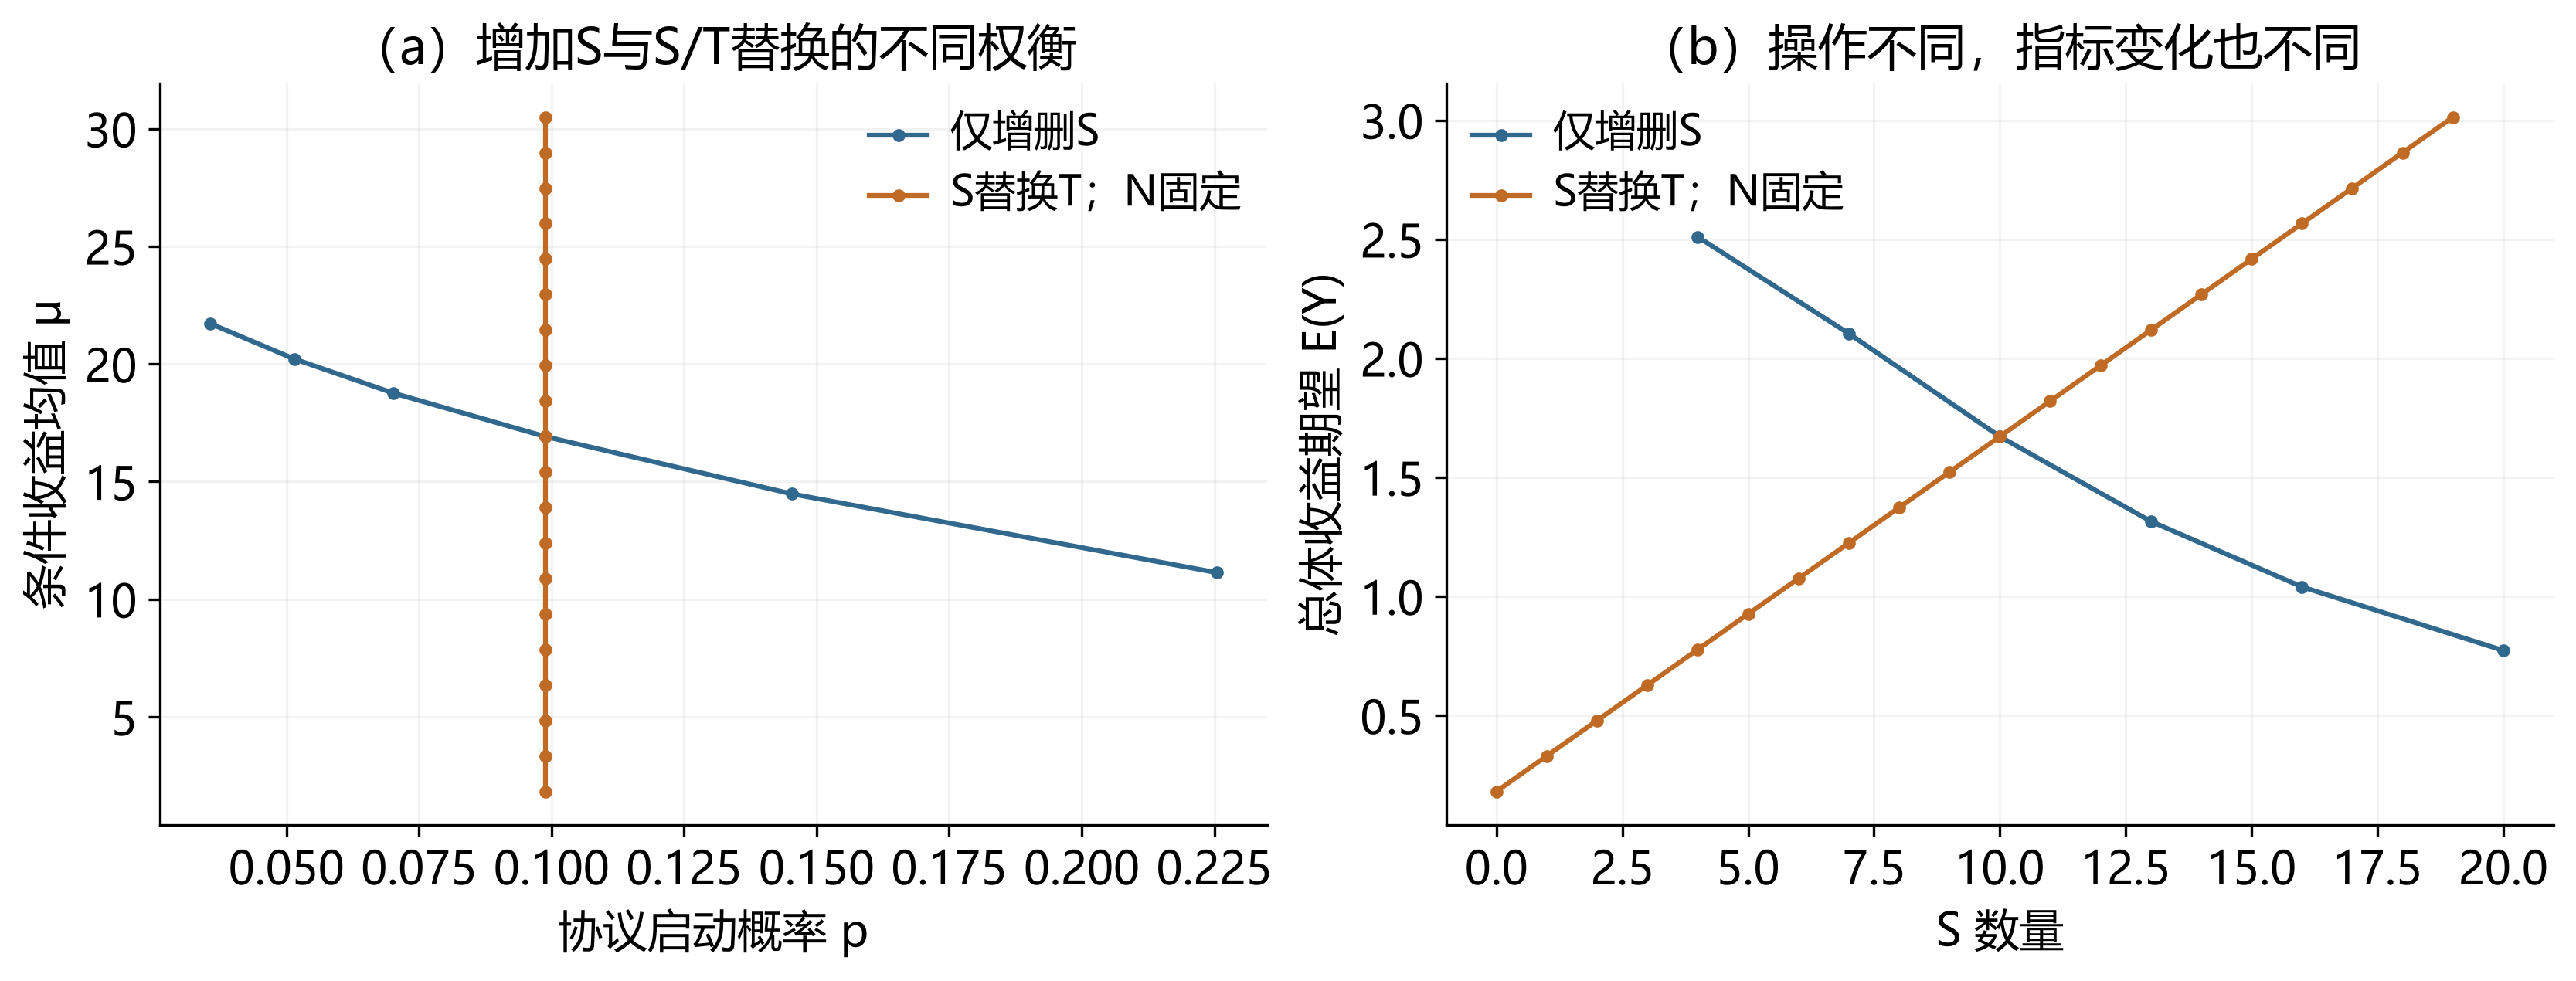 （a）增加S与S/T替换的不同权衡
仅增删S
S替换T；N固定
30
25
20
15
10
5
条件收益均值 μ
0.050 0.075 0.100 0.125 0.150 0.175 0.200 0.225
协议启动概率 p
（b）操作不同，指标变化也不同
仅增删S
S替换T；N固定
3.0
2.5
2.0
1.5
1.0
0.5
总体收益期望 E(Y)
0.0 2.5 5.0 7.5 10.0 12.5 15.0 17.5 20.0
S 数量